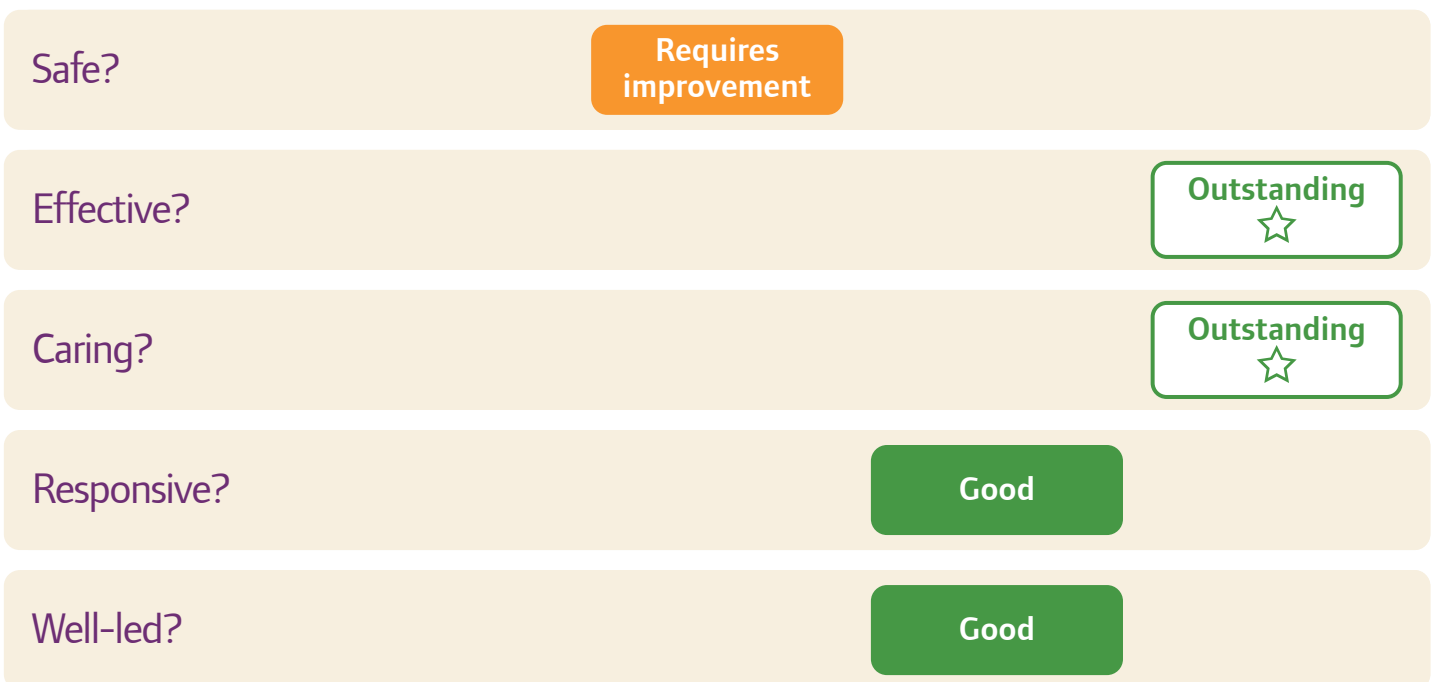 Safe?
Requires
improvement
Effective?
Outstanding
Caring?
Outstanding
Responsive?
Good
Well-led?
Good